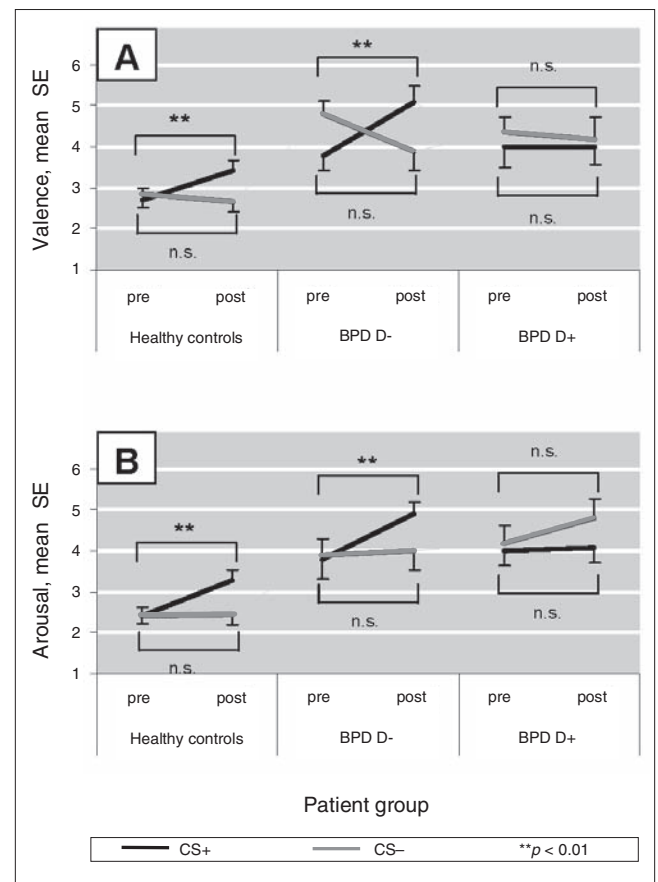 A
Valence, mean SE
6
5
4
3
2
1
**
n.s.
**
n.s.
n.s.
n.s.
pre post pre post pre post
Healthy controls BPD D- BPD D+
B
Arousal, mean SE
6
5
4
3
2
1
**
n.s.
**
n.s.
n.s.
n.s.
pre post pre post pre post
Healthy controls BPD D- BPD D+
Patient group
CS+ CS– **p < 0.01